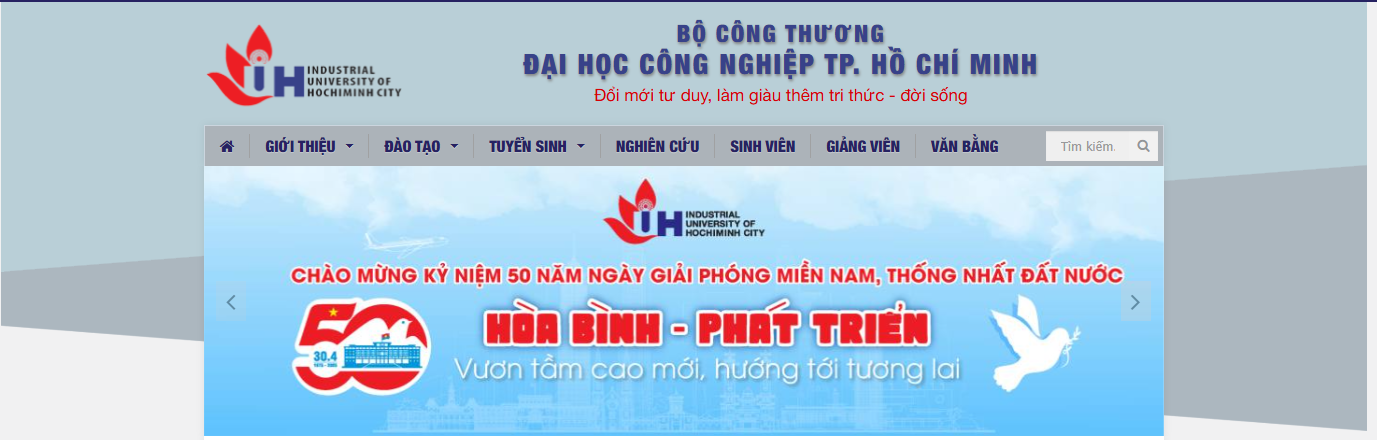 BỘ CÔNG THƯƠNG
ĐẠI HỌC CÔNG NGHIỆP TP. HỒ CHÍ MINH
Đổi mới tư duy, làm giàu thêm tri thức - đời sống
IUH
INDUSTRIAL
UNIVERSITY OF
HOCHIMINH CITY
GIỚI THIỆU ĐÀO TẠO TUYỂN SINH NGHIÊN CỨU SINH VIÊN GIẢNG VIÊN VĂN BẰNG Tìm kiếm.
IUH
INDUSTRIAL
UNIVERSITY OF
HOCHIMINH CITY
CHÀO MỪNG KỶ NIỆM 50 NĂM NGÀY GIẢI PHÓNG MIỀN NAM, THỐNG NHẤT ĐẤT NƯỚC
50
30.4
1975 - 2025
HÒA BÌNH - PHÁT TRIỂN
Vươn tầm cao mới, hướng tới tương lai